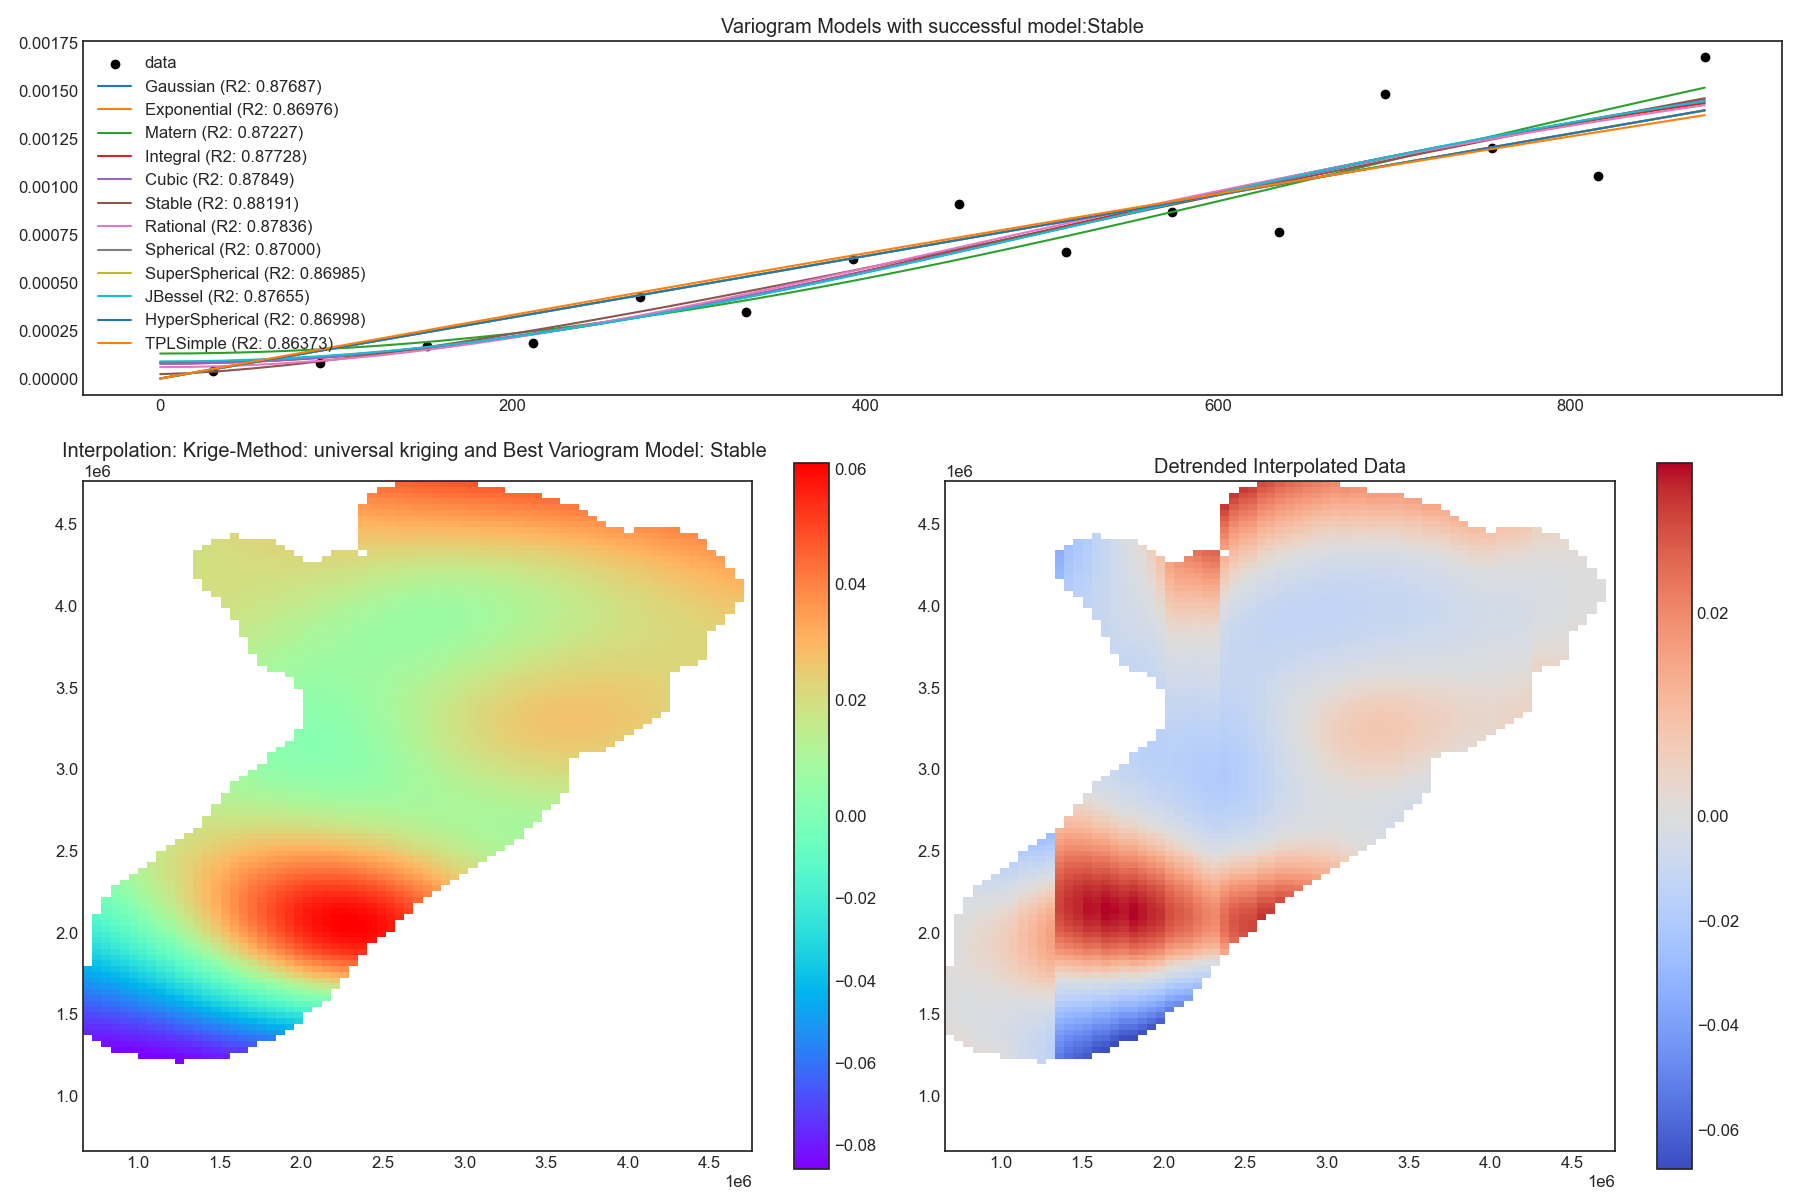 Variogram Models with successful model:Stable
0.00175
0.00150
0.00125
0.00100
0.00075
0.00050
0.00025
0.00000
data
Gaussian (R2: 0.87687)
Exponential (R2: 0.86976)
Matern (R2: 0.87227)
Integral (R2: 0.87728)
Cubic (R2: 0.87849)
Stable (R2: 0.88191)
Rational (R2: 0.87836)
Spherical (R2: 0.87000)
SuperSpherical (R2: 0.86985)
JBessel (R2: 0.87655)
HyperSpherical (R2: 0.86998)
TPLSimple (R2: 0.86373)
0 200 400 600 800
Interpolation: Krige-Method: universal kriging and Best Variogram Model: Stable
1e6
4.5
4.0
3.5
3.0
2.5
2.0
1.5
1.0
1.0 1.5 2.0 2.5 3.0 3.5 4.0 4.5
1e6
0.06
0.04
0.02
0.00
−0.02
−0.04
−0.06
−0.08
Detrended Interpolated Data
1e6
4.5
4.0
3.5
3.0
2.5
2.0
1.5
1.0
1.0 1.5 2.0 2.5 3.0 3.5 4.0 4.5
1e6
0.02
0.00
−0.02
−0.04
−0.06